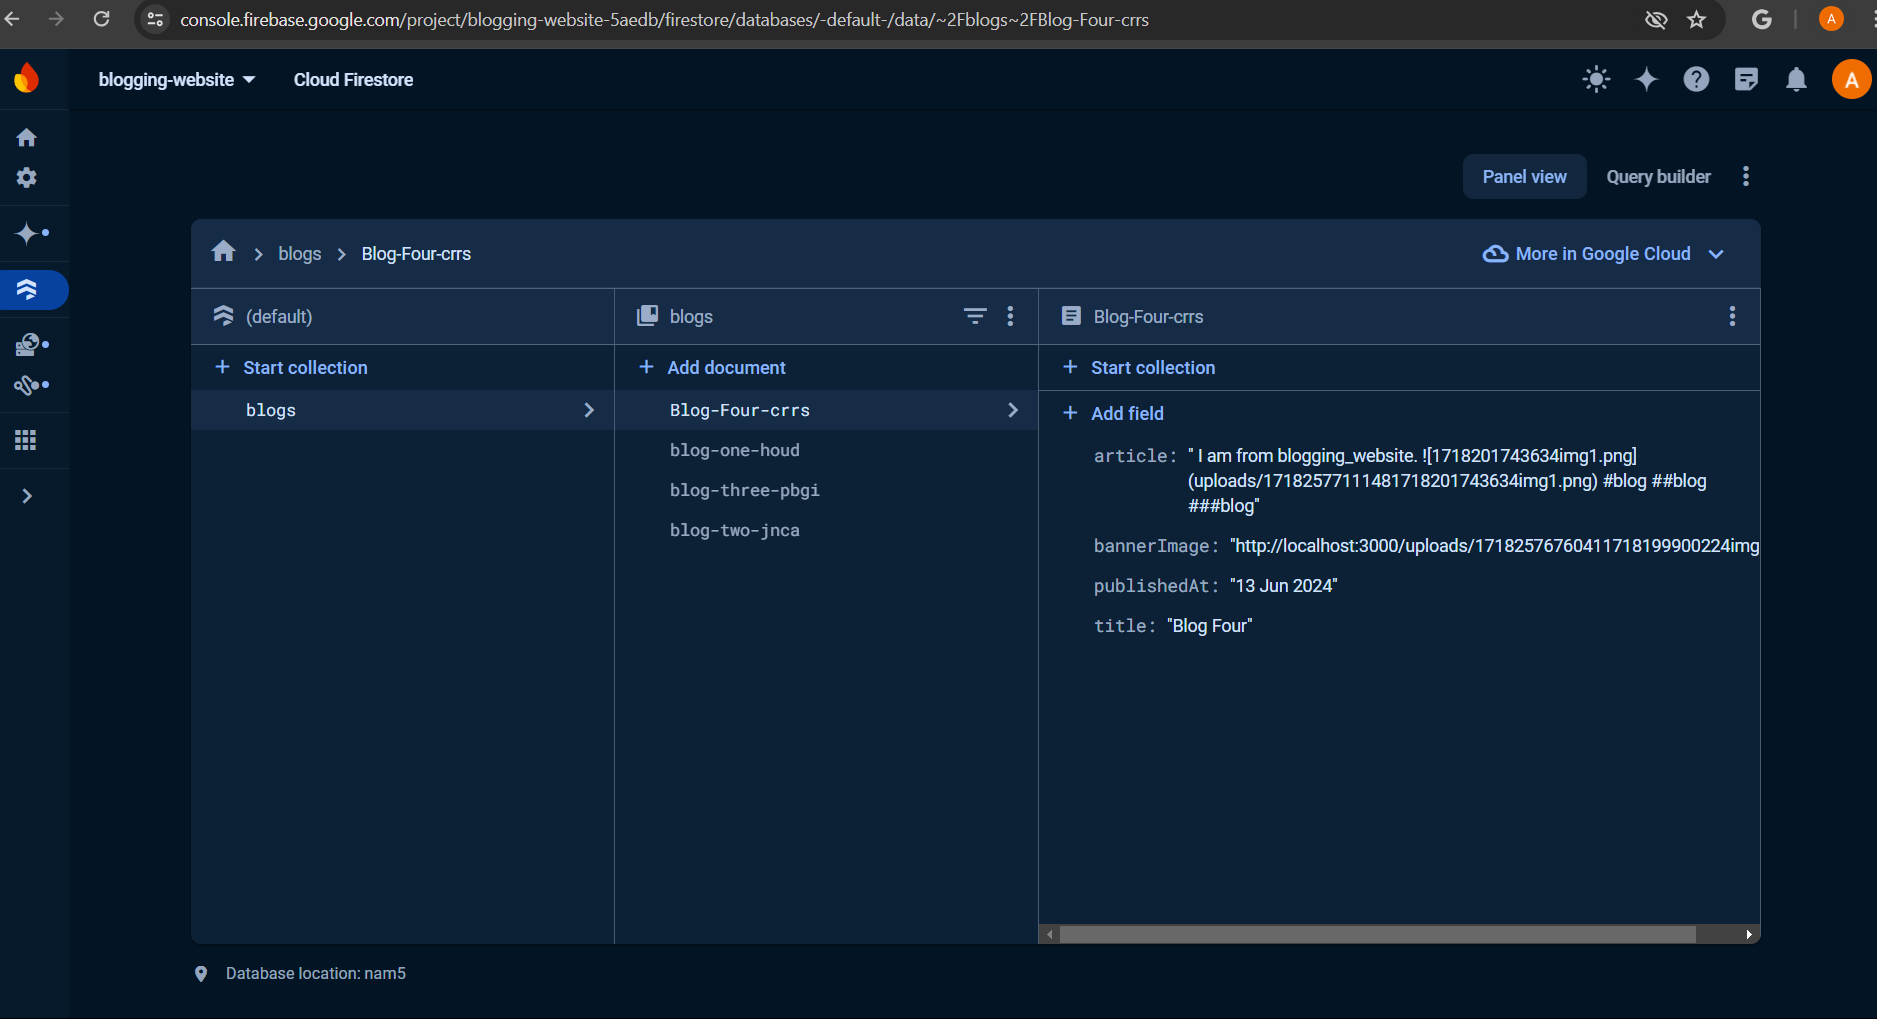 console.firebase.google.com/project/blogging-website-5aedb/firestore/databases/-default-/data/~2Fblogs~2FBlog-Four-crrs
G
A
blogging-website
Cloud Firestore
A
Panel view
Query builder
blogs
Blog-Four-crrs
More in Google Cloud
(default)
blogs
Blog-Four-crrs
+ Start collection
+ Add document
+ Start collection
blogs
Blog-Four-crrs
blog-one-houd
blog-three-pbgi
blog-two-jnca
+ Add field
article: " I am from blogging_website. ![1718201743634img1.png]
(uploads/17182577111481718201743634img1.png) #blog ##blog
###blog"
bannerImage: "http://localhost:3000/uploads/17182576760411718199900224img
publishedAt: "13 Jun 2024"
title: "Blog Four"
Database location: nam5